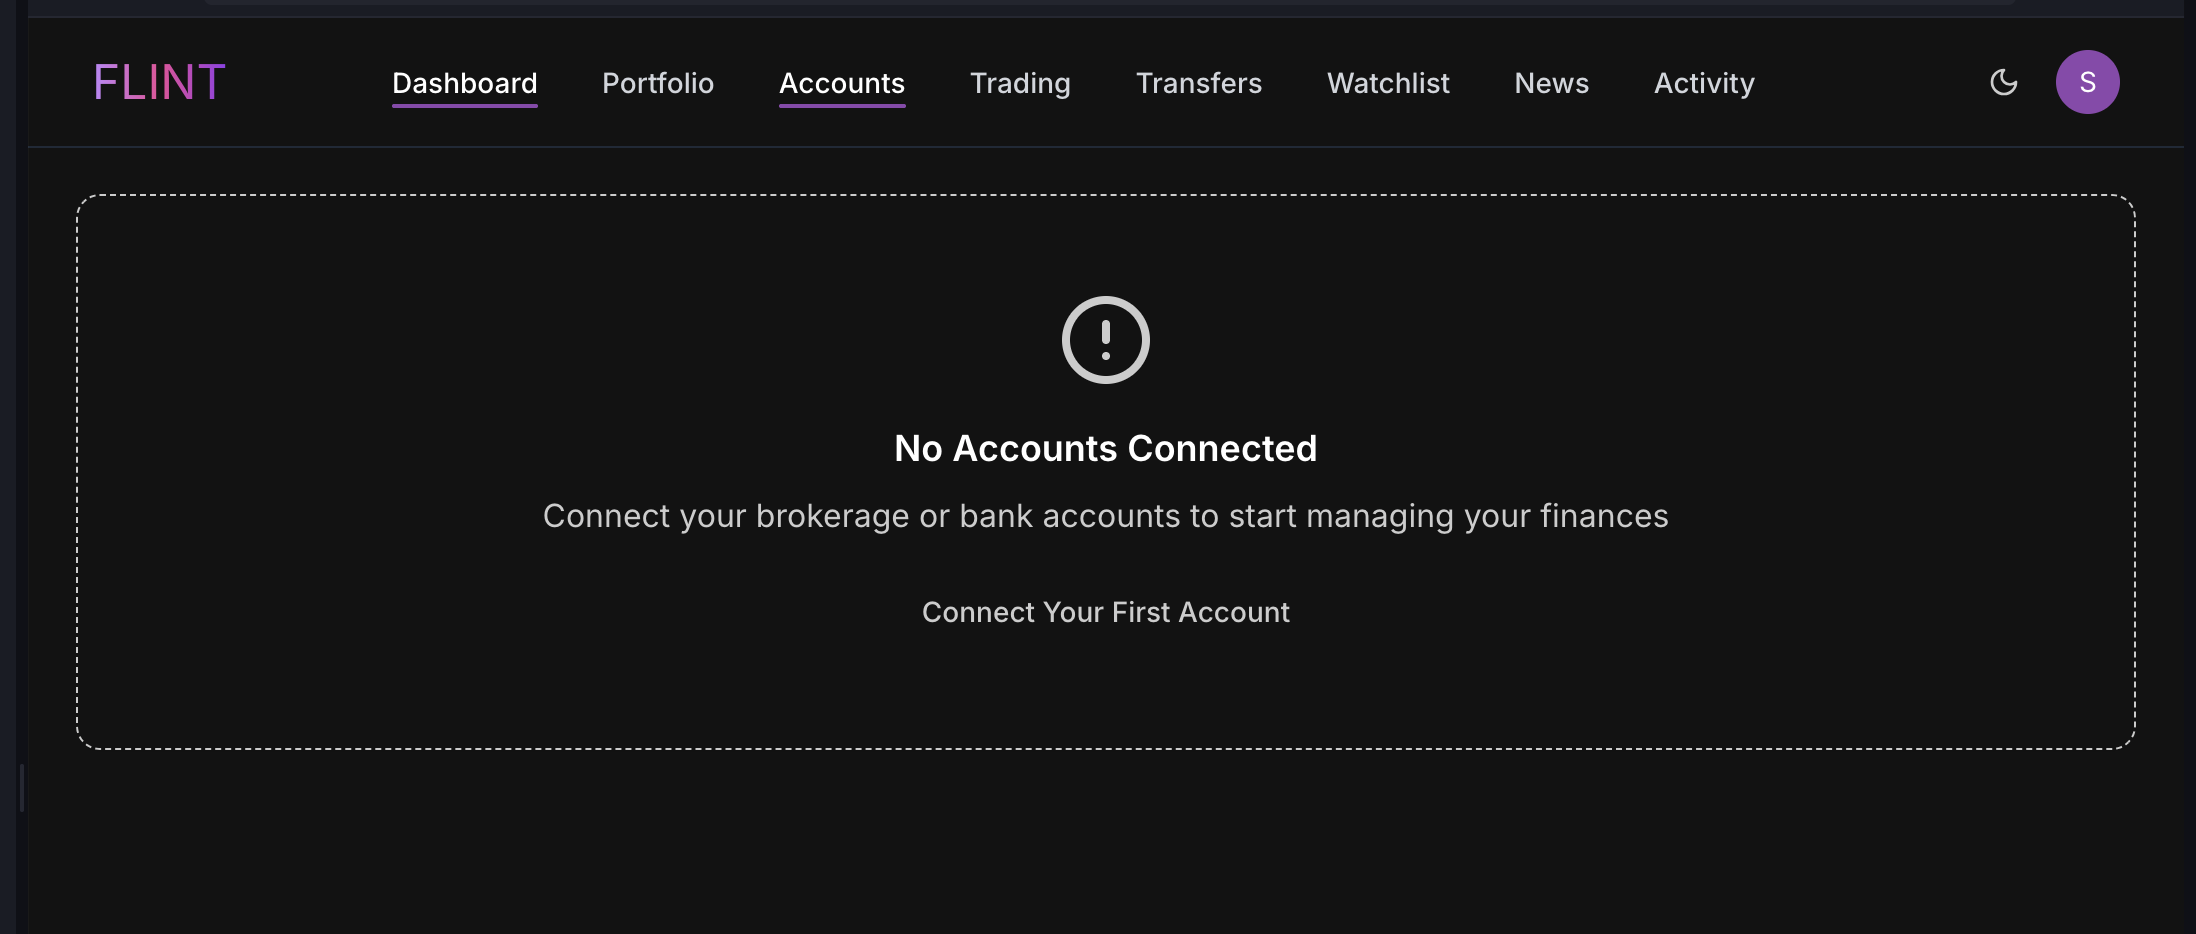 FLINT Dashboard Portfolio Accounts Trading Transfers Watchlist News Activity S
No Accounts Connected
Connect your brokerage or bank accounts to start managing your finances
Connect Your First Account